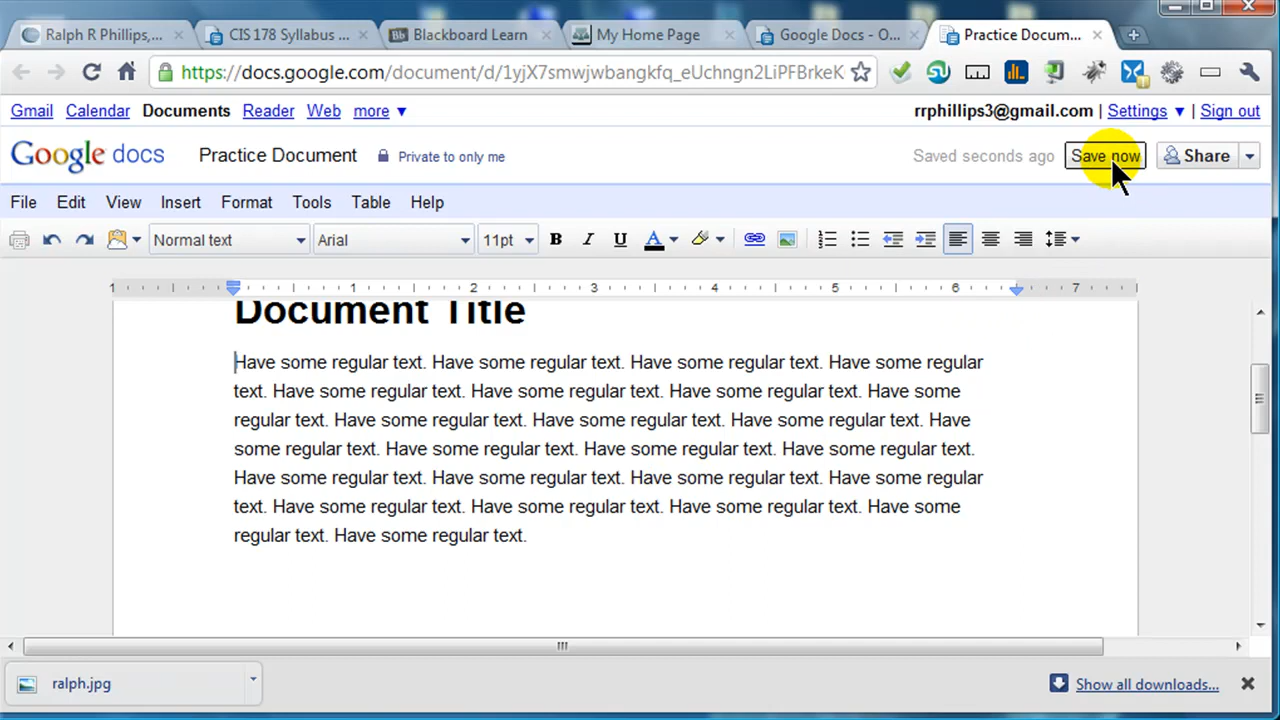 Ralph R Phillips,... CIS 178 Syllabus ... Blackboard Learn My Home Page Google Docs - O... Practice Docum...
https://docs.google.com/document/d/1yjX7smwjwbangkfq_eUchngn2LiPFBrkeK
Gmail Calendar Documents Reader Web more rrphillips3@gmail.com | Settings | Sign out
Google docs Practice Document Private to only me Saved seconds ago Save now Share
File Edit View Insert Format Tools Table Help
Normal text Arial 11pt B I U A
1 1 2 3 4 5 6 7
Document Title
Have some regular text. Have some regular text. Have some regular text. Have some regular
text. Have some regular text. Have some regular text. Have some regular text. Have some
regular text. Have some regular text. Have some regular text. Have some regular text. Have
some regular text. Have some regular text. Have some regular text. Have some regular text.
Have some regular text. Have some regular text. Have some regular text. Have some regular
text. Have some regular text. Have some regular text. Have some regular text. Have some
regular text. Have some regular text.
ralph.jpg Show all downloads...